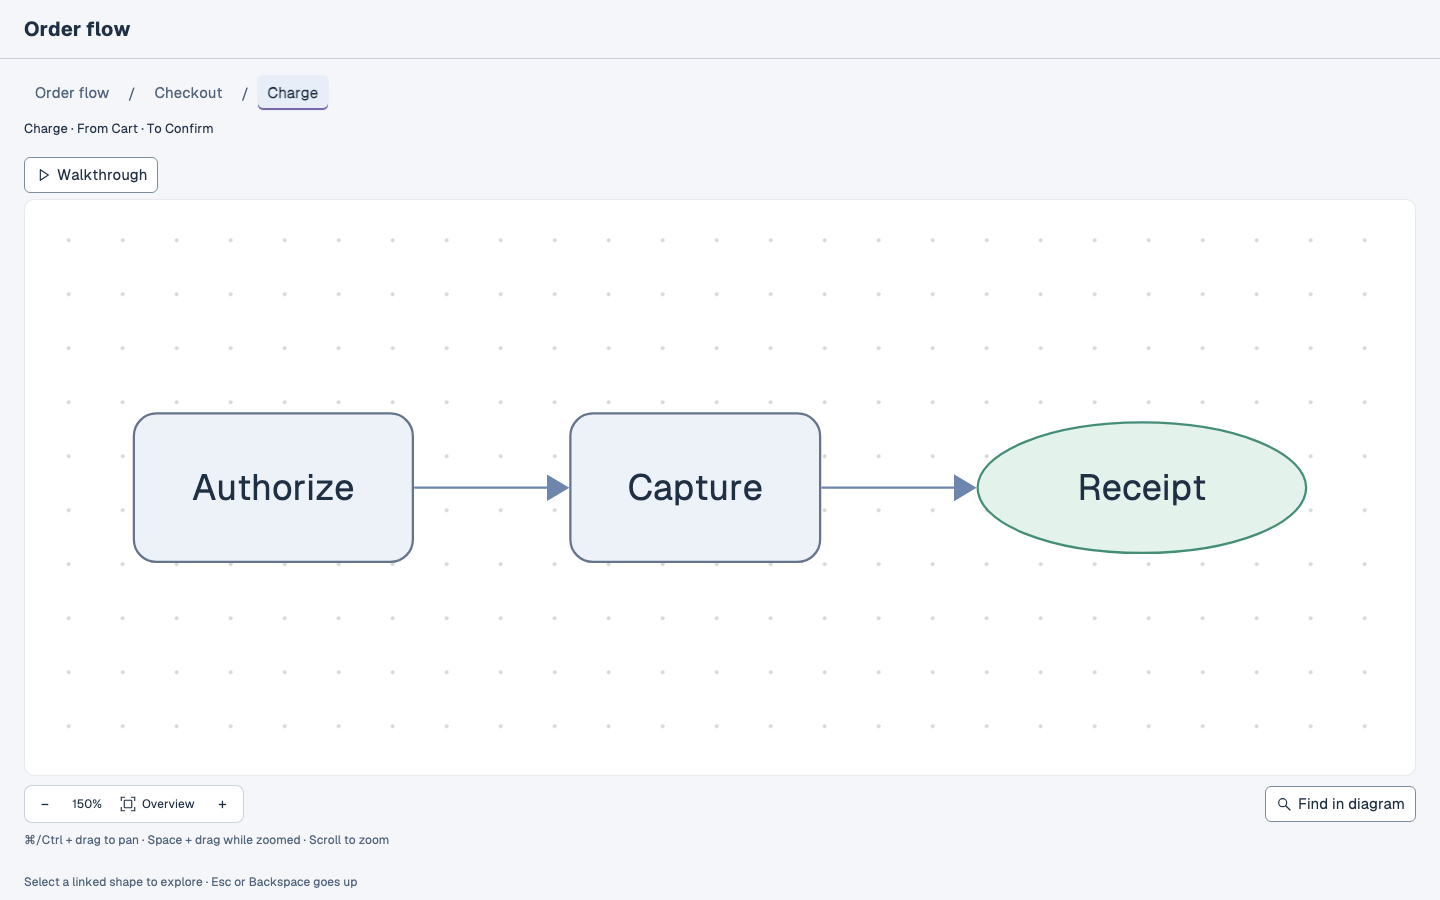 Order flow
Order flow / Checkout / Charge
Charge · From Cart · To Confirm
Walkthrough
Authorize
Capture
Receipt
− 150% Overview +
Find in diagram
⌘/Ctrl + drag to pan · Space + drag while zoomed · Scroll to zoom
Select a linked shape to explore · Esc or Backspace goes up